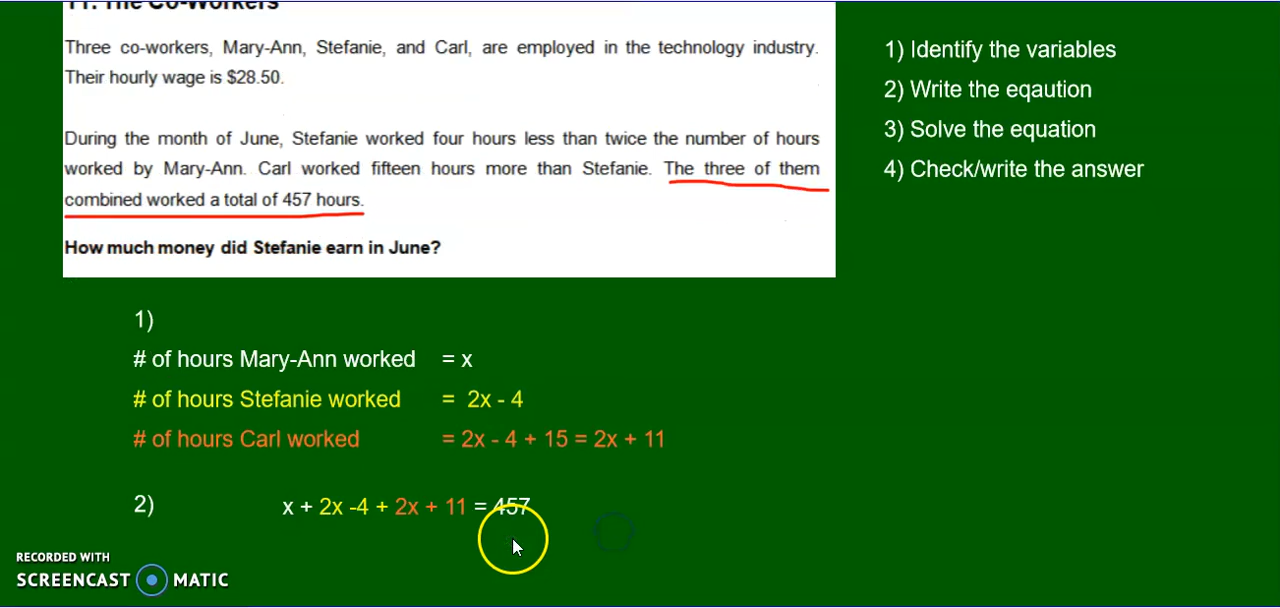 11. The Co-Workers
Three co-workers, Mary-Ann, Stefanie, and Carl, are employed in the technology industry.
Their hourly wage is $28.50.
During the month of June, Stefanie worked four hours less than twice the number of hours
worked by Mary-Ann. Carl worked fifteen hours more than Stefanie. The three of them
combined worked a total of 457 hours.
How much money did Stefanie earn in June?
1) Identify the variables
2) Write the eqaution
3) Solve the equation
4) Check/write the answer
1)
# of hours Mary-Ann worked = x
# of hours Stefanie worked = 2x - 4
# of hours Carl worked = 2x - 4 + 15 = 2x + 11
2) x + 2x -4 + 2x + 11 = 457
RECORDED WITH
SCREENCAST MATIC